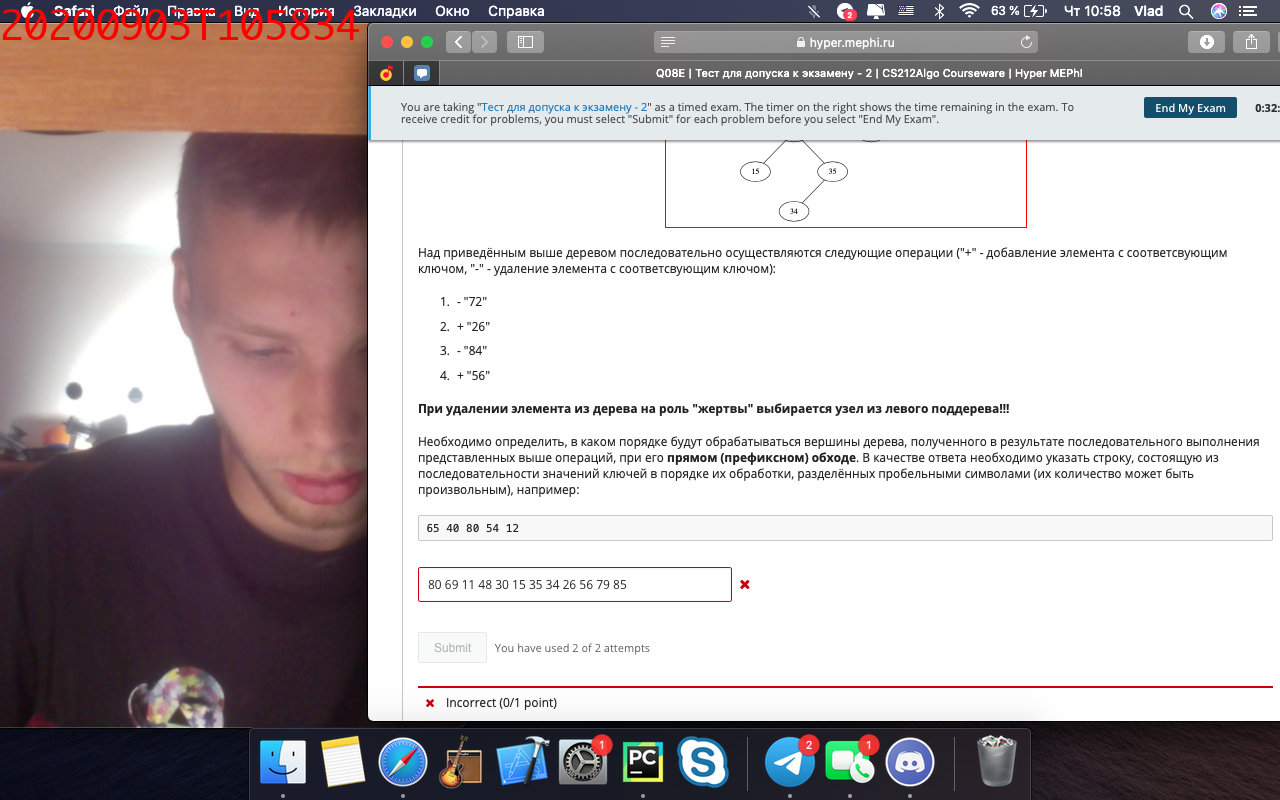 20200903T105834
Safari Файл Правка Вид История Закладки Окно Справка
2
63 %
Чт 10:58 Vlad
hyper.mephi.ru
Q08E | Тест для допуска к экзамену - 2 | CS212Algo Courseware | Hyper MEPhI
You are taking "Тест для допуска к экзамену - 2" as a timed exam. The timer on the right shows the time remaining in the exam. To
receive credit for problems, you must select "Submit" for each problem before you select "End My Exam".
End My Exam
0:32:
15
35
34
Над приведённым выше деревом последовательно осуществляются следующие операции ("+" - добавление элемента с соответсвующим
ключом, "-" - удаление элемента с соответсвующим ключом):
1. - "72"
2. + "26"
3. - "84"
4. + "56"
При удалении элемента из дерева на роль "жертвы" выбирается узел из левого поддерева!!!
Необходимо определить, в каком порядке будут обрабатываться вершины дерева, полученного в результате последовательного выполнения
представленных выше операций, при его прямом (префиксном) обходе. В качестве ответа необходимо указать строку, состоящую из
последовательности значений ключей в порядке их обработки, разделённых пробельными символами (их количество может быть
произвольным), например:
65 40 80 54 12
80 69 11 48 30 15 35 34 26 56 79 85
Submit
You have used 2 of 2 attempts
Incorrect (0/1 point)
1
PC
2
1